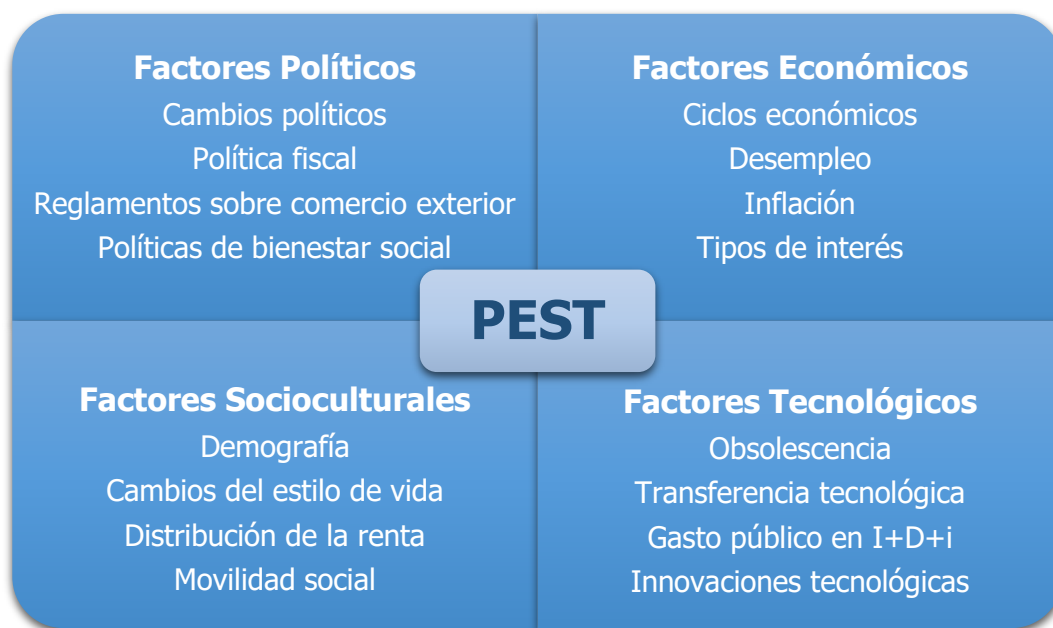 Factores Políticos
Cambios políticos
Política fiscal
Reglamentos sobre comercio exterior
Políticas de bienestar social
Factores Económicos
Ciclos económicos
Desempleo
Inflación
Tipos de interés
PEST
Factores Socioculturales
Demografía
Cambios del estilo de vida
Distribución de la renta
Movilidad social
Factores Tecnológicos
Obsolescencia
Transferencia tecnológica
Gasto público en I+D+i
Innovaciones tecnológicas